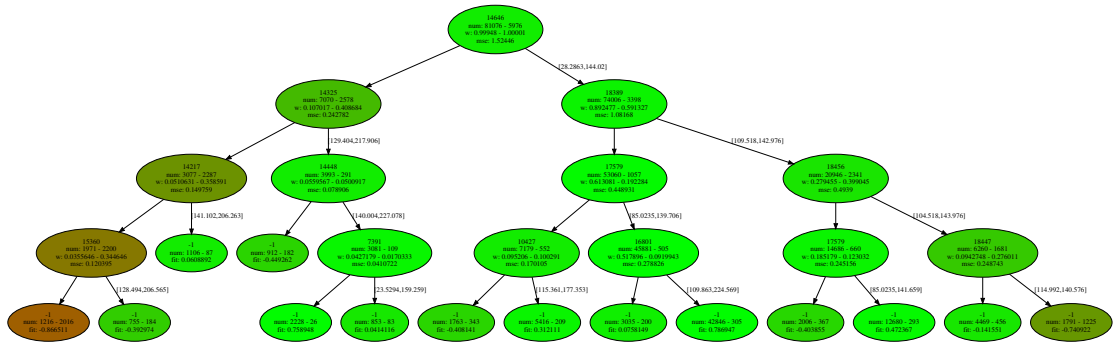 14646
num: 81076 - 5976
w: 0.99948 - 1.00001
mse: 1.52446
[28.2863,144.02]
14325
num: 7070 - 2578
w: 0.107017 - 0.408684
mse: 0.242782
18389
num: 74006 - 3398
w: 0.892477 - 0.591327
mse: 1.08168
[29.404,217.906]
[109.518,142.976]
14217
num: 3077 - 2287
w: 0.0510631 - 0.358591
mse: 0.149759
14448
num: 3993 - 291
w: 0.0559567 - 0.0500917
mse: 0.078906
17579
num: 53060 - 1057
w: 0.613081 - 0.192284
mse: 0.448931
18456
num: 20946 - 2341
w: 0.279455 - 0.399045
mse: 0.4939
[141.102,206.263]
[140.004,227.078]
[85.0235,139.706]
[104.518,143.976]
15360
num: 1971 - 2200
w: 0.0355646 - 0.344646
mse: 0.120395
-1
num: 1106 - 87
fit: 0.0608892
-1
num: 912 - 182
fit: -0.449262
7391
num: 3081 - 109
w: 0.0427179 - 0.0170333
mse: 0.0410722
10427
num: 7179 - 552
w: 0.095206 - 0.100291
mse: 0.170105
16801
num: 45881 - 505
w: 0.517896 - 0.0919943
mse: 0.278826
17579
num: 14686 - 660
w: 0.185179 - 0.123032
mse: 0.245156
18447
num: 6260 - 1681
w: 0.0942748 - 0.276011
mse: 0.248743
[128.494,206.565]
[23.5294,159.259]
[115.361,177.353]
[109.863,224.569]
[85.0235,141.659]
[114.992,140.576]
-1
num: 1216 - 2016
fit: -0.866511
-1
num: 755 - 184
fit: -0.392974
-1
num: 2228 - 26
fit: 0.758948
-1
num: 853 - 83
fit: 0.0414116
-1
num: 1763 - 343
fit: -0.408141
-1
num: 5416 - 209
fit: 0.312111
-1
num: 3035 - 200
fit: 0.0758149
-1
num: 42846 - 305
fit: 0.786947
-1
num: 2006 - 367
fit: -0.403855
-1
num: 12680 - 293
fit: 0.472367
-1
num: 4469 - 456
fit: -0.141551
-1
num: 1791 - 1225
fit: -0.740922